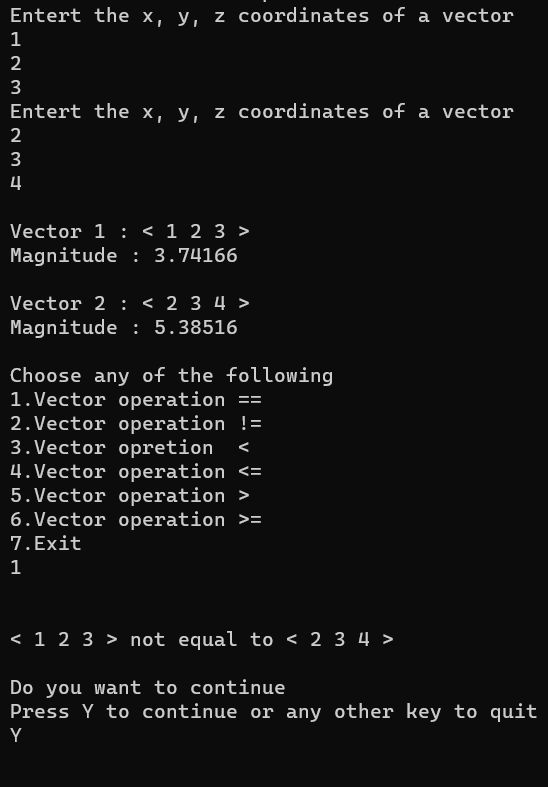 Entert the x, y, z coordinates of a vector
1
2
3
Entert the x, y, z coordinates of a vector
2
3
4
Vector 1 : < 1 2 3 >
Magnitude : 3.74166
Vector 2 : < 2 3 4 >
Magnitude : 5.38516
Choose any of the following
1.Vector operation ==
2.Vector operation !=
3.Vector opretion  <
4.Vector operation <=
5.Vector operation >
6.Vector operation >=
7.Exit
1
< 1 2 3 > not equal to < 2 3 4 >
Do you want to continue
Press Y to continue or any other key to quit
Y